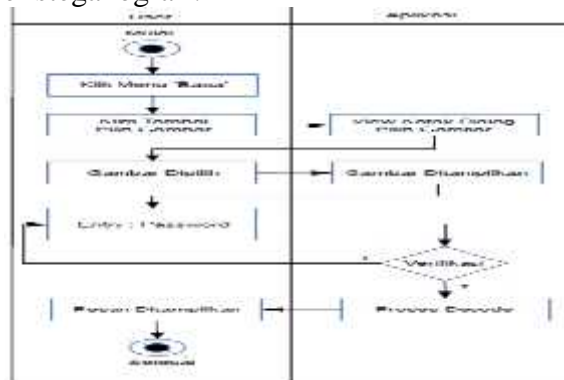 User
Aplikasi
Mulai
Klik Menu 'Baca'
Klik Tombol
Pilih Gambar
View Kotak Dialog
Pilih Gambar
Gambar Dipilih
Gambar Ditampilkan
Entry : Password
Verifikasi
Pesan Ditampilkan
Proses Decode